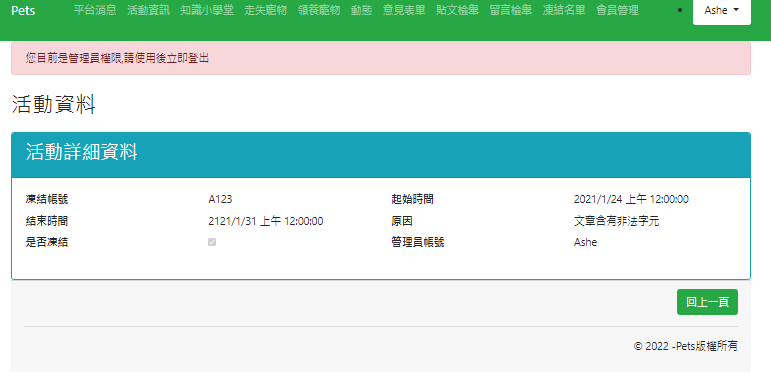 Pets 平台消息 活動資訊 知識小學堂 走失寵物 領養寵物 動態 意見表單 貼文檢舉 留言檢舉 凍結名單 會員管理 Ashe
您目前是管理員權限,請使用後立即登出
活動資料
活動詳細資料
凍結帳號 A123 起始時間 2021/1/24 上午 12:00:00
結束時間 2121/1/31 上午 12:00:00 原因 文章含有非法字元
是否凍結 管理員帳號 Ashe
回上一頁
© 2022 -Pets版權所有